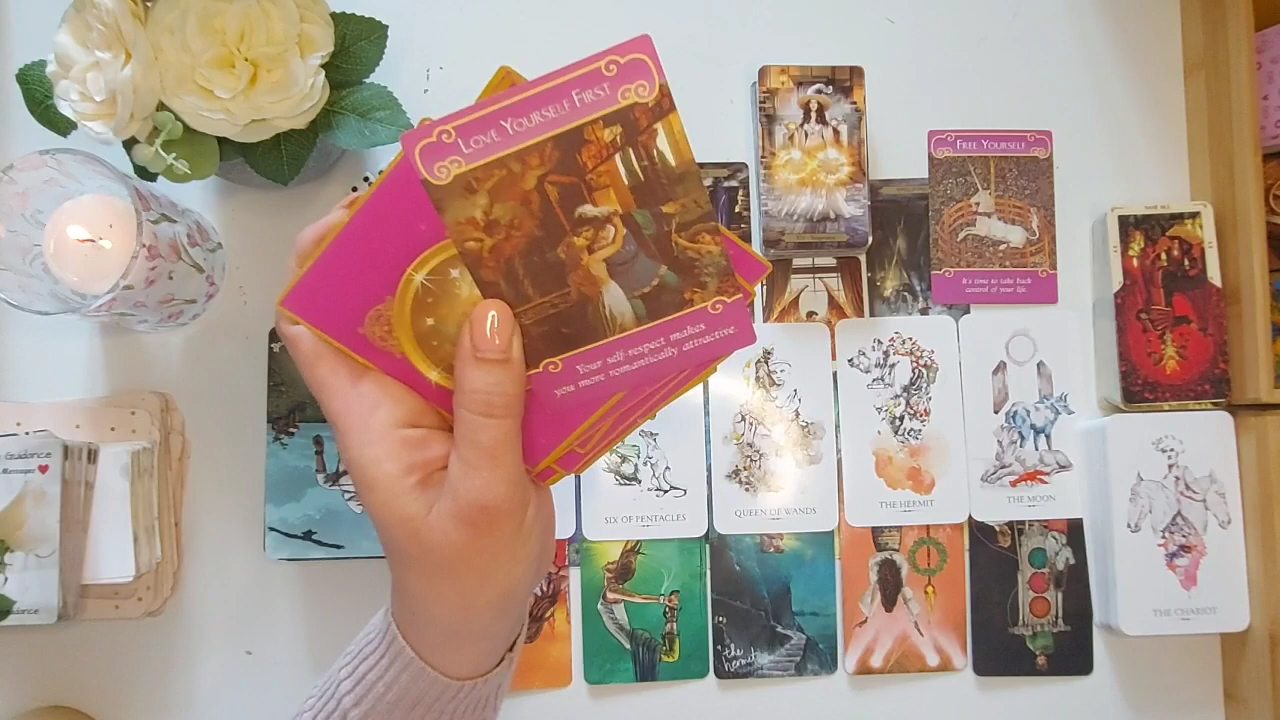 LOVE YOURSELF FIRST
Your self-respect makes
you more romantically attractive.
FREE YOURSELF
It's time to take back
control of your life.
Guidance
Messages
SIX OF PENTACLES
QUEEN OF WANDS
THE HERMIT
THE MOON
THE CHARIOT
"the
hermit"